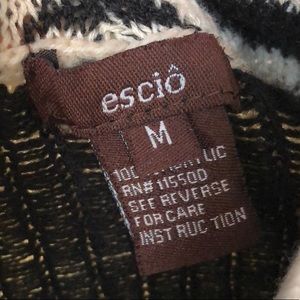 esciô
M
RN# 115500
SEE REVERSE
FOR CARE
INSTRUCTION